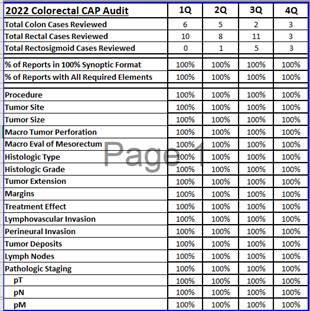 2022 Colorectal CAP Audit 1Q 2Q 3Q 4Q
Total Colon Cases Reviewed 6 5 2 3
Total Rectal Cases Reviewed 10 8 11 3
Total Rectosigmoid Cases Reviewed 0 1 5 3
% of Reports in 100% Synoptic Format 100% 100% 100% 100%
% of Reports with All Required Elements 100% 100% 100% 100%
Procedure 100% 100% 100% 100%
Tumor Site 100% 100% 100% 100%
Tumor Size 100% 100% 100% 100%
Macro Tumor Perforation 100% 100% 100% 100%
Macro Eval of Mesorectum 100% 100% 100% 100%
Page 1
Histologic Type 100% 100% 100% 100%
Histologic Grade 100% 100% 100% 100%
Tumor Extension 100% 100% 100% 100%
Margins 100% 100% 100% 100%
Treatment Effect 100% 100% 100% 100%
Lymphovascular Invasion 100% 100% 100% 100%
Perineural Invasion 100% 100% 100% 100%
Tumor Deposits 100% 100% 100% 100%
Lymph Nodes 100% 100% 100% 100%
Pathologic Staging 100% 100% 100% 100%
pT 100% 100% 100% 100%
pN 100% 100% 100% 100%
pM 100% 100% 100% 100%